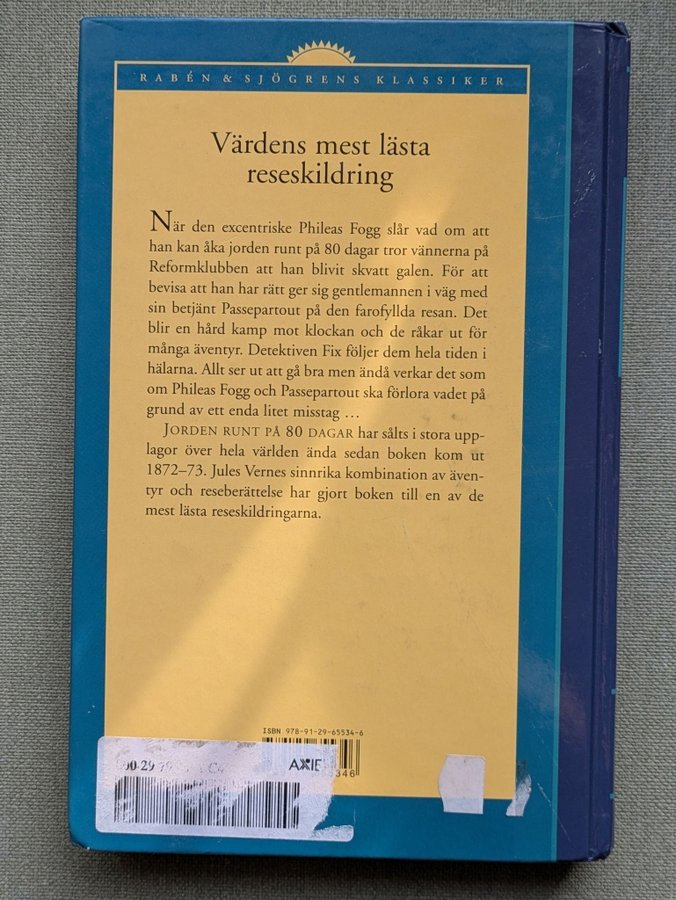 RABÉN & SJÖGRENS KLASSIKER
Värdens mest lästa
reseskildring
När den excentriske Phileas Fogg slår vad om att
han kan åka jorden runt på 80 dagar tror vännerna på
Reformklubben att han blivit skvatt galen. För att
bevisa att han har rätt ger sig gentlemannen i väg med
sin betjänt Passepartout på den farofyllda resan. Det
blir en hård kamp mot klockan och de råkar ut för
många äventyr. Detektiven Fix följer dem hela tiden i
hälarna. Allt ser ut att gå bra men ändå verkar det som
om Phileas Fogg och Passepartout ska förlora vadet på
grund av ett enda litet misstag …
JORDEN RUNT PÅ 80 DAGAR har sålts i stora upp-
lagor över hela världen ända sedan boken kom ut
1872–73. Jules Vernes sinnrika kombination av även-
tyr och reseberättelse har gjort boken till en av de
mest lästa reseskildringarna.
ISBN 978-91-29-65534-6
AXIE
346